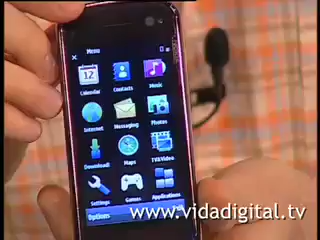 Menu
12
Calendar Contacts Music
Internet Messaging Photos
Download! Maps TV&Video
Settings Games Applications
Options
www.vidadigital.tv